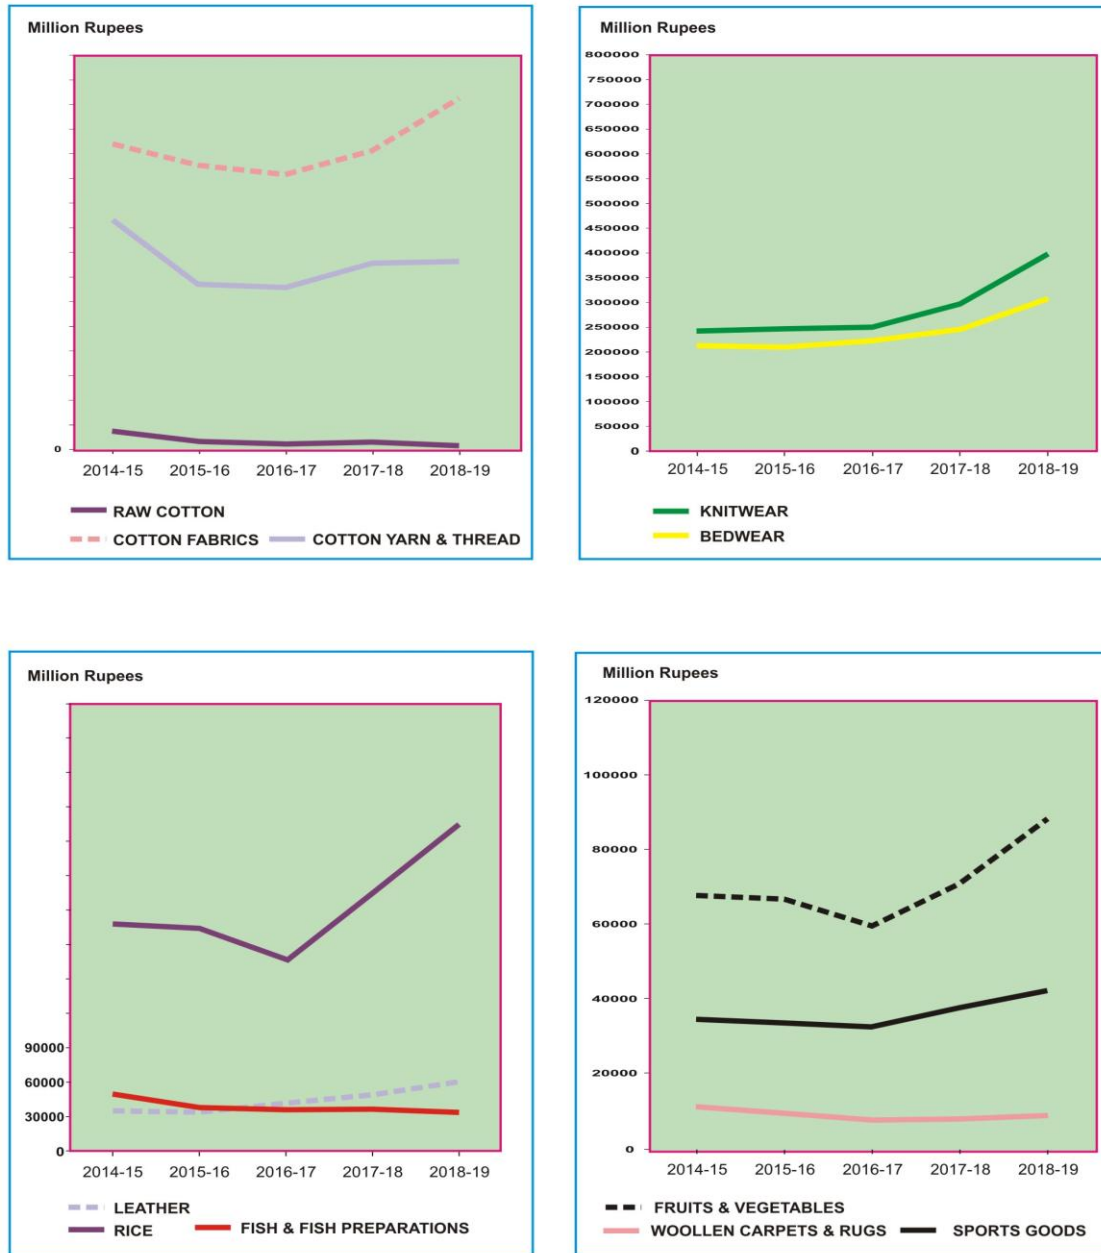 Million Rupees
0
2014-15 2015-16 2016-17 2017-18 2018-19
RAW COTTON
COTTON FABRICS COTTON YARN & THREAD
Million Rupees
800000
750000
700000
650000
600000
550000
500000
450000
400000
350000
300000
250000
200000
150000
100000
50000
0
2014-15 2015-16 2016-17 2017-18 2018-19
KNITWEAR
BEDWEAR
Million Rupees
90000
60000
30000
0
2014-15 2015-16 2016-17 2017-18 2018-19
LEATHER
RICE FISH & FISH PREPARATIONS
Million Rupees
120000
100000
80000
60000
40000
20000
0
2014-15 2015-16 2016-17 2017-18 2018-19
FRUITS & VEGETABLES
WOOLLEN CARPETS & RUGS SPORTS GOODS